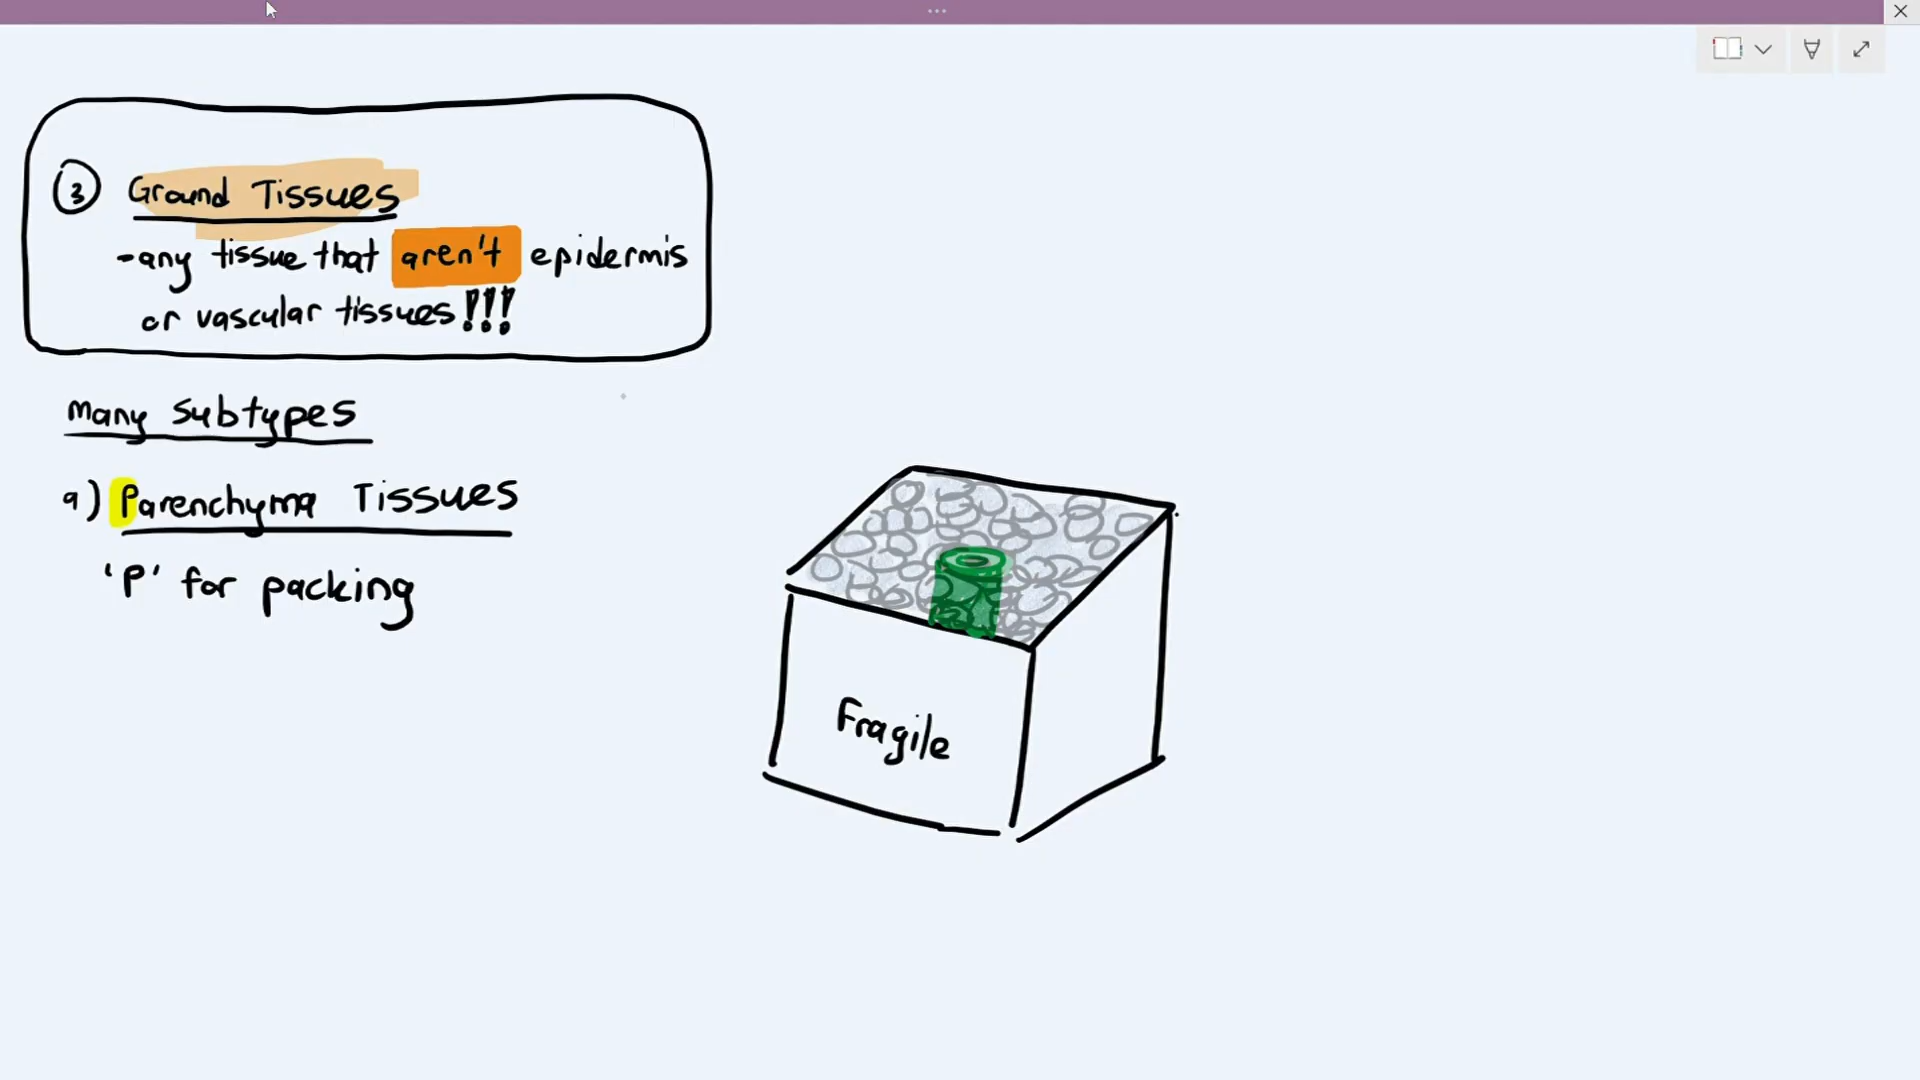 ③ Ground Tissues
-any tissue that aren't epidermis
or vascular tissues!!!
Many Subtypes
a) Parenchyma Tissues
'P' for packing
Fragile